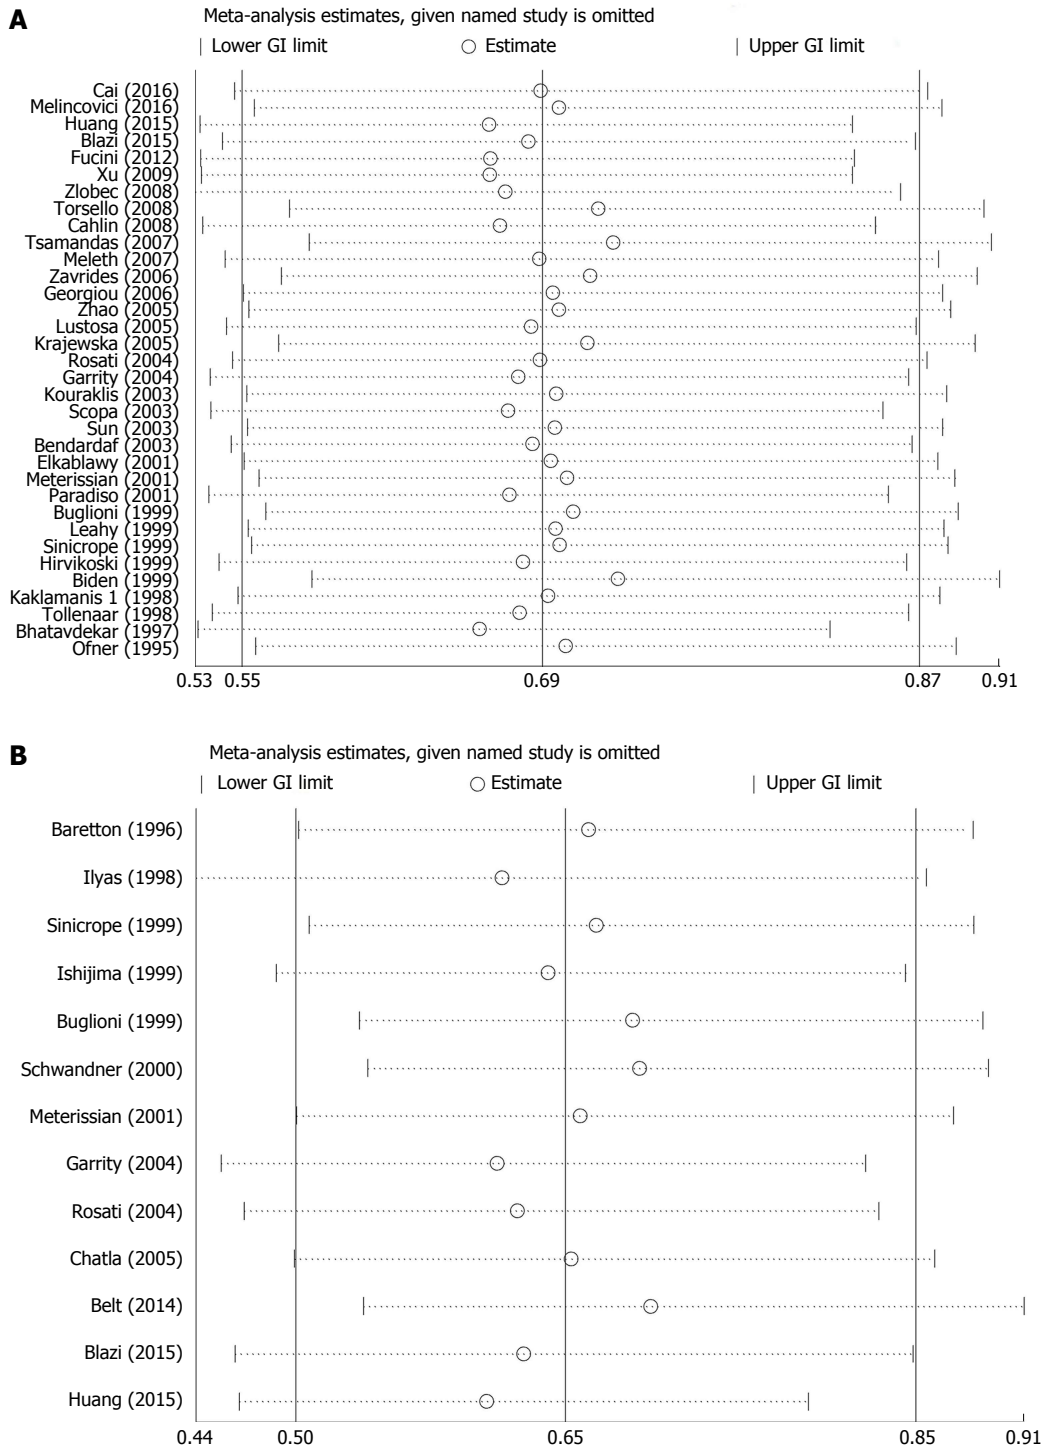 A
Meta-analysis estimates, given named study is omitted
Lower GI limit Estimate Upper GI limit
Cai (2016)
Melincovici (2016)
Huang (2015)
Blazi (2015)
Fucini (2012)
Xu (2009)
Zlobec (2008)
Torsello (2008)
Cahlin (2008)
Tsamandas (2007)
Meleth (2007)
Zavrides (2006)
Georgiou (2006)
Zhao (2005)
Lustosa (2005)
Krajewska (2005)
Rosati (2004)
Garrity (2004)
Kouraklis (2003)
Scopa (2003)
Sun (2003)
Bendardaf (2003)
Elkablawy (2001)
Meterissian (2001)
Paradiso (2001)
Buglioni (1999)
Leahy (1999)
Sinicrope (1999)
Hirvikoski (1999)
Biden (1999)
Kaklamanis 1 (1998)
Tollenaar (1998)
Bhatavdekar (1997)
Ofner (1995)
0.53 0.55 0.69 0.87 0.91
B
Meta-analysis estimates, given named study is omitted
Lower GI limit Estimate Upper GI limit
Baretton (1996)
Ilyas (1998)
Sinicrope (1999)
Ishijima (1999)
Buglioni (1999)
Schwandner (2000)
Meterissian (2001)
Garrity (2004)
Rosati (2004)
Chatla (2005)
Belt (2014)
Blazi (2015)
Huang (2015)
0.44 0.50 0.65 0.85 0.91